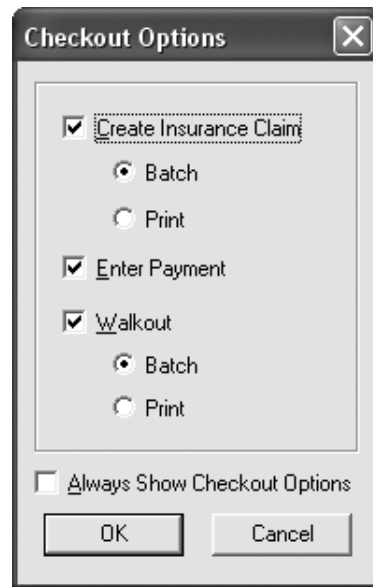 Checkout Options
Create Insurance Claim
Batch
Print
Enter Payment
Walkout
Batch
Print
Always Show Checkout Options
OK Cancel